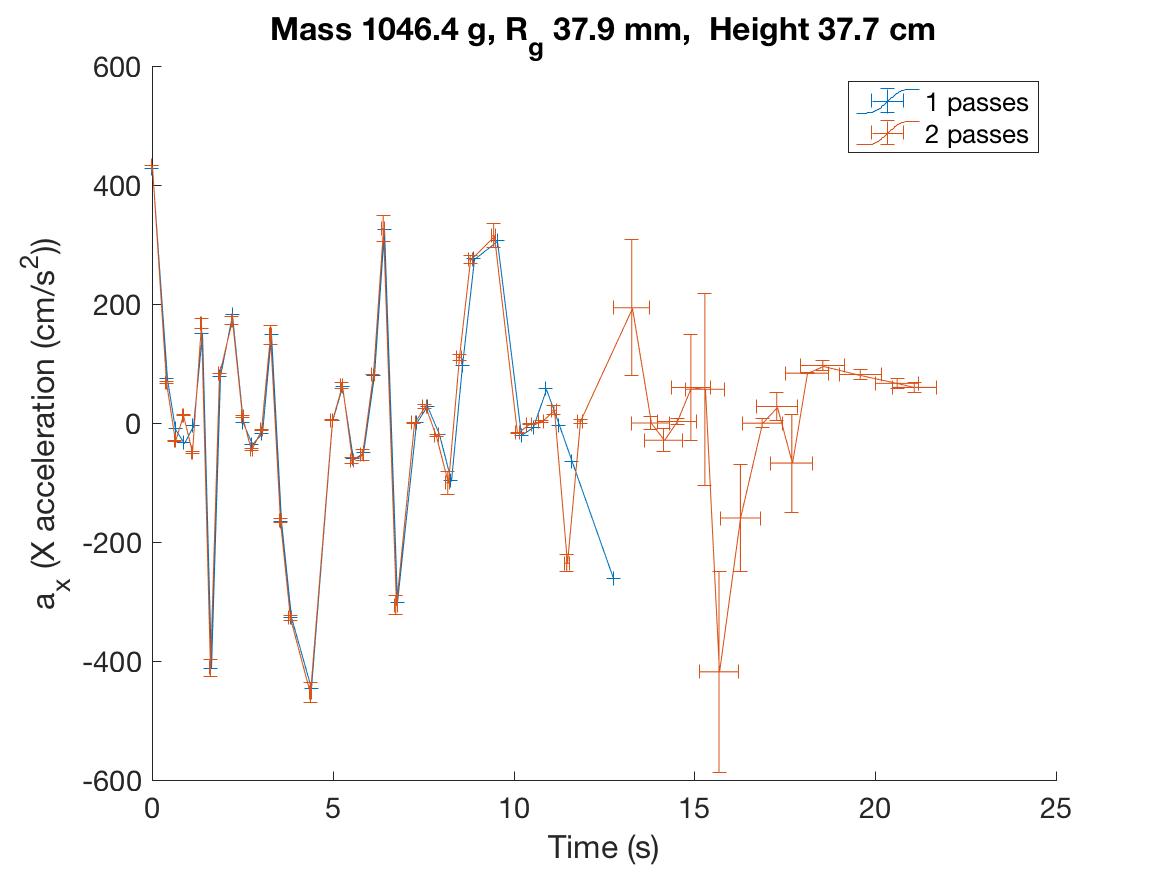 Mass 1046.4 g, Rg 37.9 mm, Height 37.7 cm
1 passes
2 passes
600
400
200
0
-200
-400
-600
ax (X acceleration (cm/s2))
0 5 10 15 20 25
Time (s)